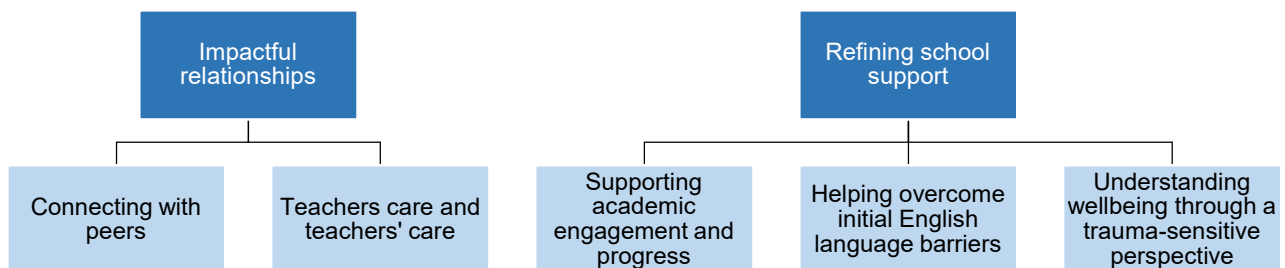 Impactful
relationships
Refining school
support
Connecting with
peers
Teachers care and
teachers' care
Supporting
academic
engagement and
progress
Helping overcome
initial English
language barriers
Understanding
wellbeing through a
trauma-sensitive
perspective